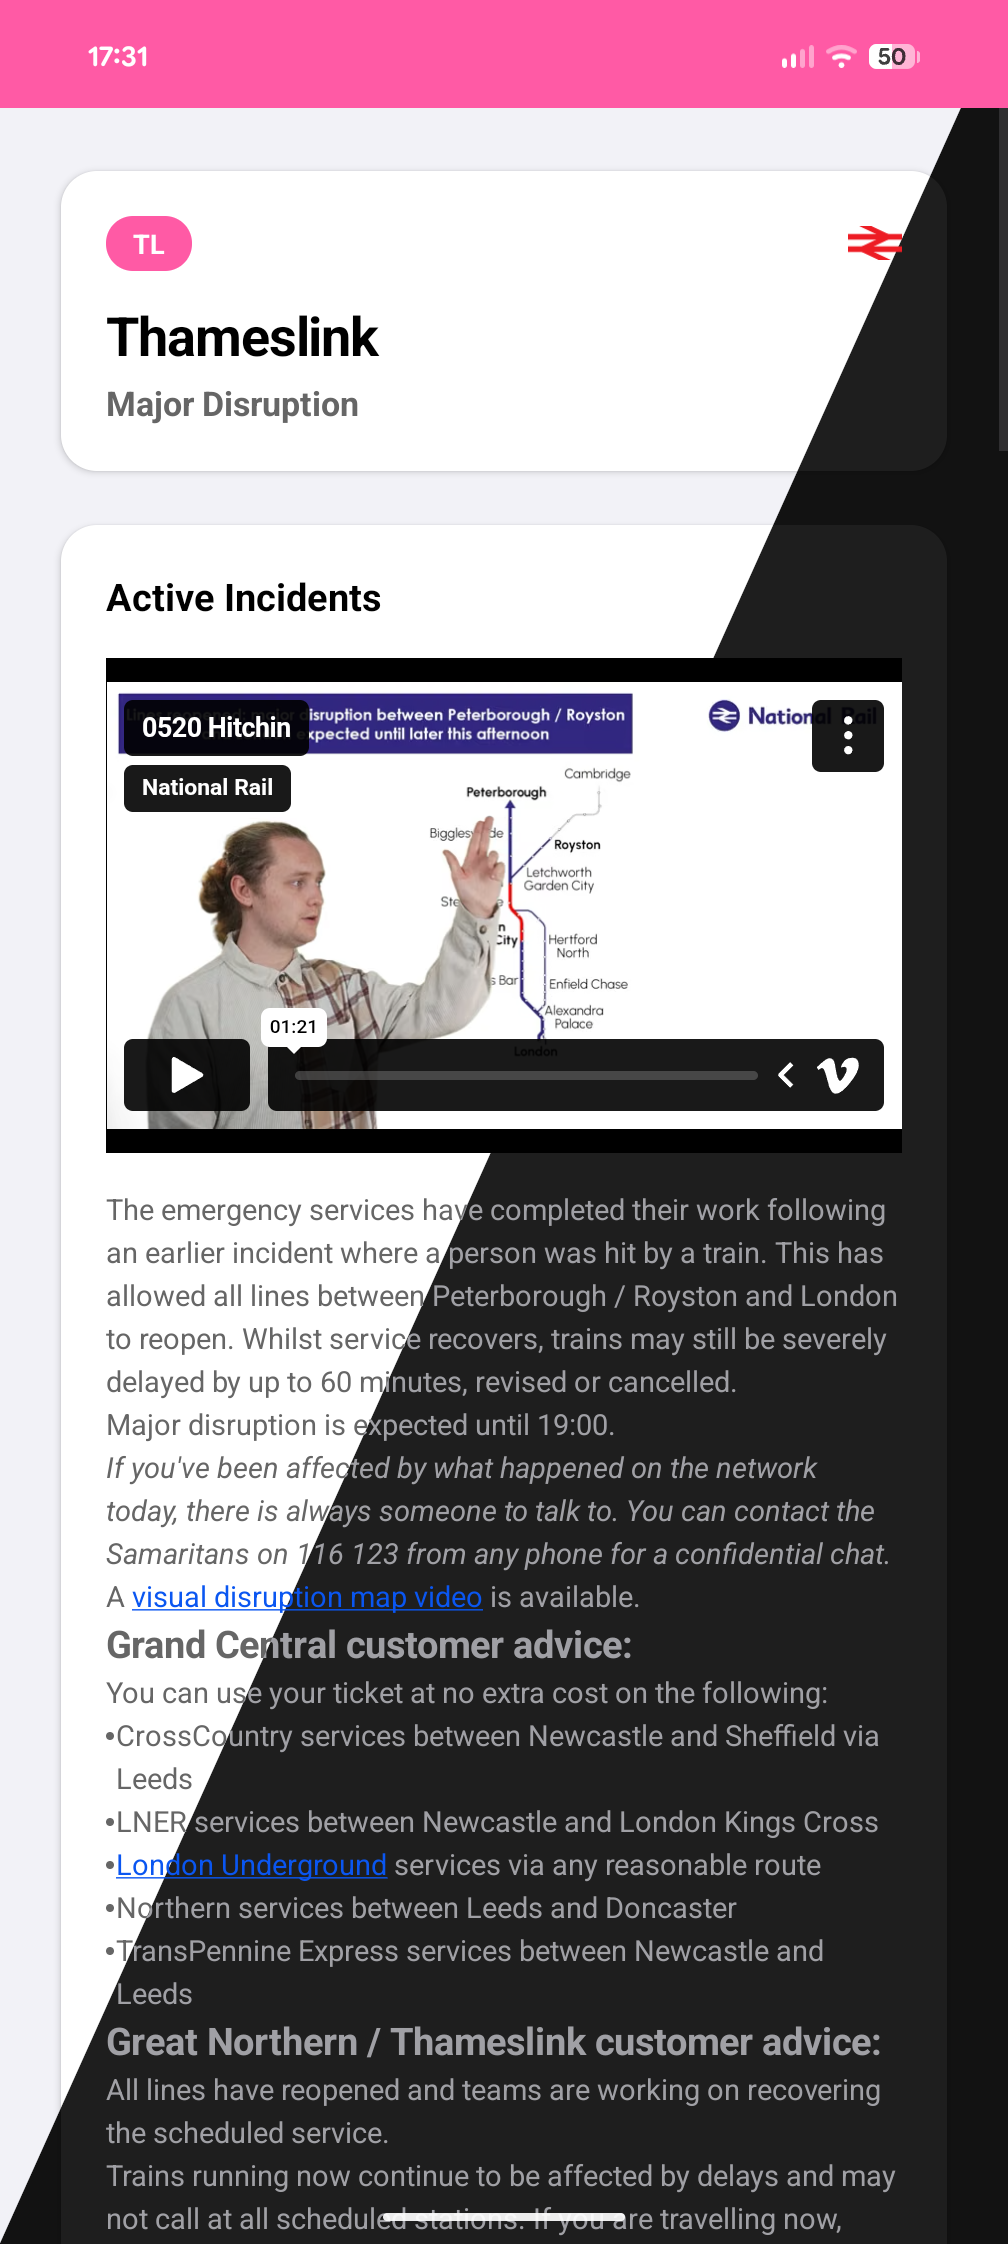 17:31
50
TL
Thameslink
Major Disruption
Active Incidents
disruption between Peterborough / Royston
expected until later this afternoon
National Rail
0520 Hitchin
National Rail
Cambridge
Peterborough
Royston
Letchworth
Garden City
City
Hertford
North
Bar
Enfield Chase
Alexandra
Palace
London
01:21
The emergency services have completed their work following
an earlier incident where a person was hit by a train. This has
allowed all lines between Peterborough / Royston and London
to reopen. Whilst service recovers, trains may still be severely
delayed by up to 60 minutes, revised or cancelled.
Major disruption is expected until 19:00.
If you've been affected by what happened on the network
today, there is always someone to talk to. You can contact the
Samaritans on 116 123 from any phone for a confidential chat.
A visual disruption map video is available.
Grand Central customer advice:
You can use your ticket at no extra cost on the following:
•CrossCountry services between Newcastle and Sheffield via
Leeds
•LNER services between Newcastle and London Kings Cross
•London Underground services via any reasonable route
•Northern services between Leeds and Doncaster
•TransPennine Express services between Newcastle and
Leeds
Great Northern / Thameslink customer advice:
All lines have reopened and teams are working on recovering
the scheduled service.
Trains running now continue to be affected by delays and may
not call at all scheduled stations. If you are travelling now,